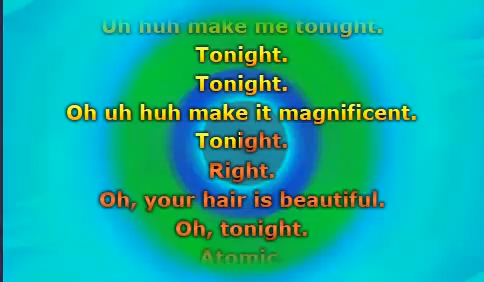 Uh huh make me tonight.
Tonight.
Tonight.
Oh uh huh make it magnificent.
Tonight.
Right.
Oh, your hair is beautiful.
Oh, tonight.
Atomic